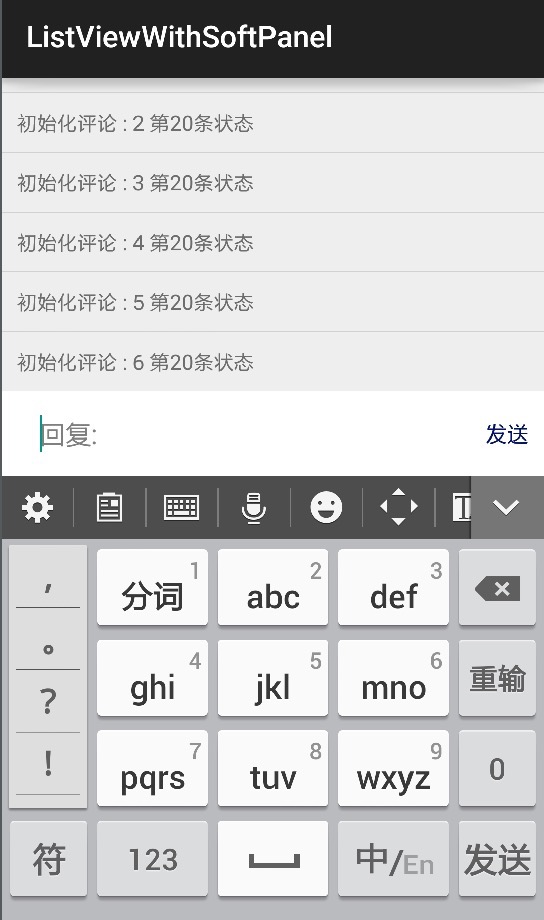 ListViewWithSoftPanel
初始化评论 : 2 第20条状态
初始化评论 : 3 第20条状态
初始化评论 : 4 第20条状态
初始化评论 : 5 第20条状态
初始化评论 : 6 第20条状态
回复:
发送
，
分词 1
abc 2
def 3
。
?
ghi 4
jkl 5
mno 6
重输
!
pqrs 7
tuv 8
wxyz 9
0
符
123
中/En
发送